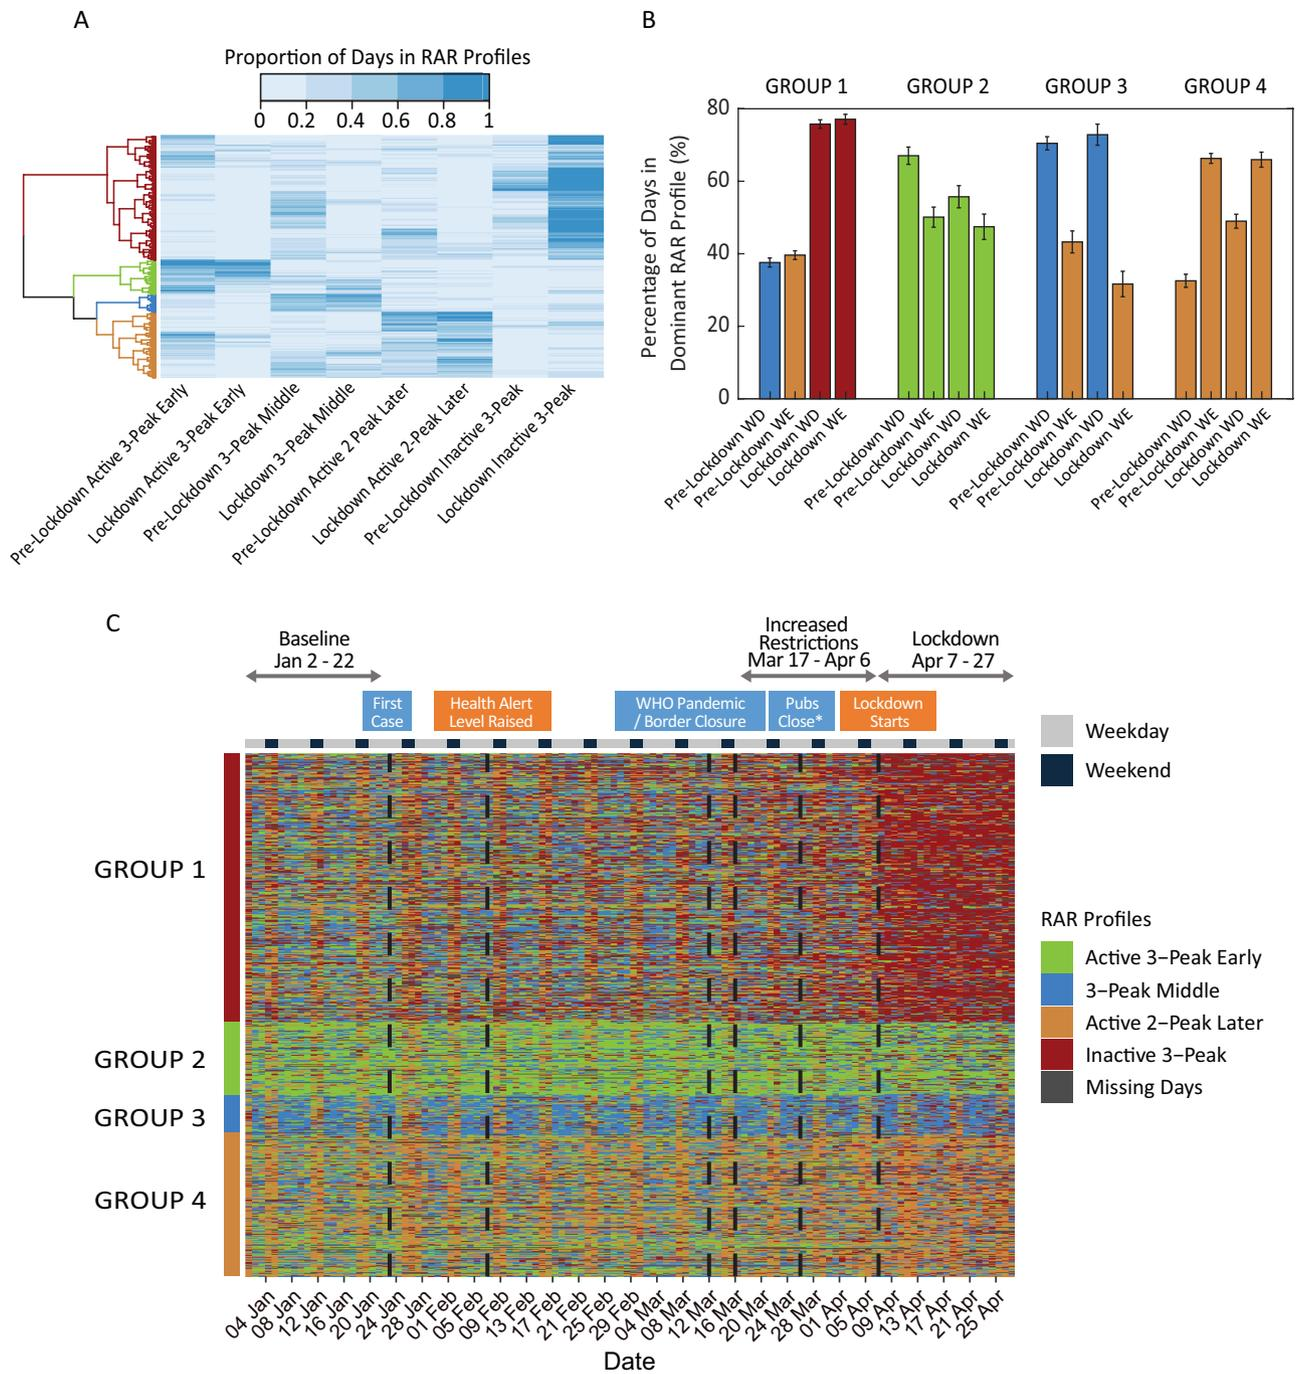 A
Proportion of Days in RAR Profiles
0 0.2 0.4 0.6 0.8 1
Pre-Lockdown Active 3-Peak Early
Lockdown Active 3-Peak Early
Pre-Lockdown 3–Peak Middle
Lockdown 3–Peak Middle
Pre-Lockdown Active 2 Peak Later
Lockdown Active 2-Peak Later
Pre-Lockdown Inactive 3-Peak
Lockdown Inactive 3-Peak
B
GROUP 1 GROUP 2 GROUP 3 GROUP 4
Percentage of Days in
Dominant RAR Profile (%)
80
60
40
20
0
Pre-Lockdown WD
Pre-Lockdown WE
Lockdown WD
Lockdown WE
Pre-Lockdown WD
Pre-Lockdown WE
Lockdown WD
Lockdown WE
Pre-Lockdown WD
Pre-Lockdown WE
Lockdown WD
Lockdown WE
Pre-Lockdown WD
Pre-Lockdown WE
Lockdown WD
Lockdown WE
C
Baseline
Jan 2 - 22
Increased
Restrictions
Mar 17 - Apr 6
Lockdown
Apr 7 - 27
First
Case
Health Alert
Level Raised
WHO Pandemic
/ Border Closure
Pubs
Close*
Lockdown
Starts
Weekday
Weekend
GROUP 1
GROUP 2
GROUP 3
GROUP 4
RAR Profiles
Active 3–Peak Early
3–Peak Middle
Active 2–Peak Later
Inactive 3–Peak
Missing Days
04 Jan
08 Jan
12 Jan
16 Jan
20 Jan
24 Jan
28 Jan
01 Feb
05 Feb
09 Feb
13 Feb
17 Feb
21 Feb
25 Feb
29 Feb
04 Mar
08 Mar
12 Mar
16 Mar
20 Mar
24 Mar
28 Mar
01 Apr
05 Apr
09 Apr
13 Apr
17 Apr
21 Apr
25 Apr
Date